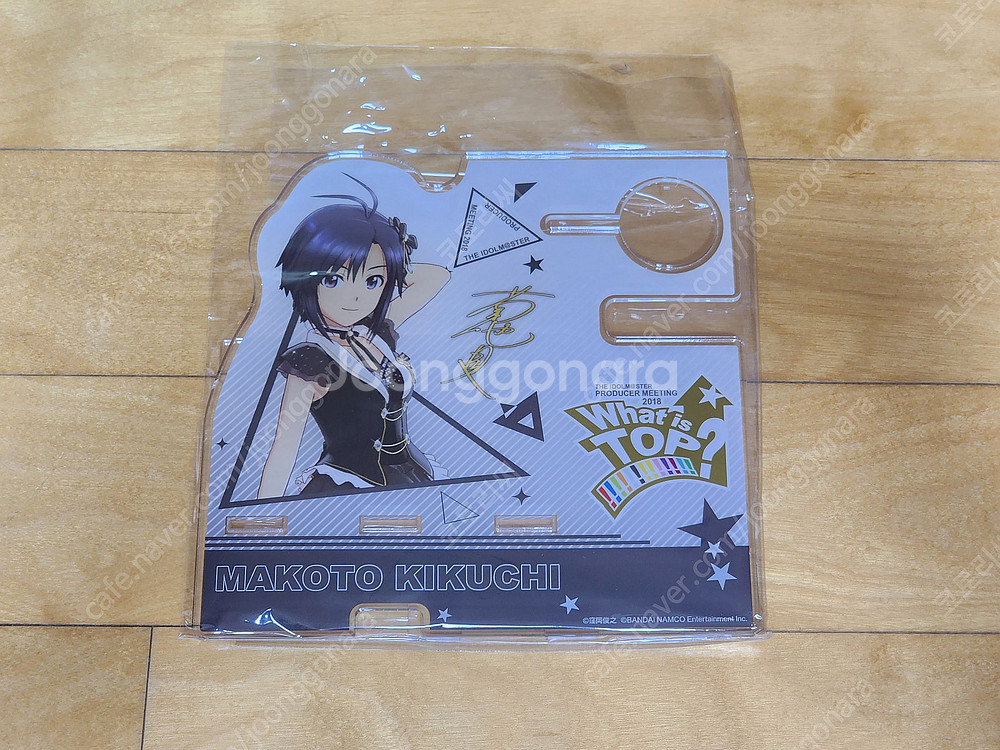 PRODUCER
MEETING 2018
THE IDOLM@STER
Joonggonara
THE IDOLM@STER
PRODUCER MEETING
2018
What is
TOP?
!!!!!!!!!!!!!
MAKOTO KIKUCHI
©窪岡俊之 ©BANDAI NAMCO Entertainment Inc.
cafe.naver.com/joonggonara